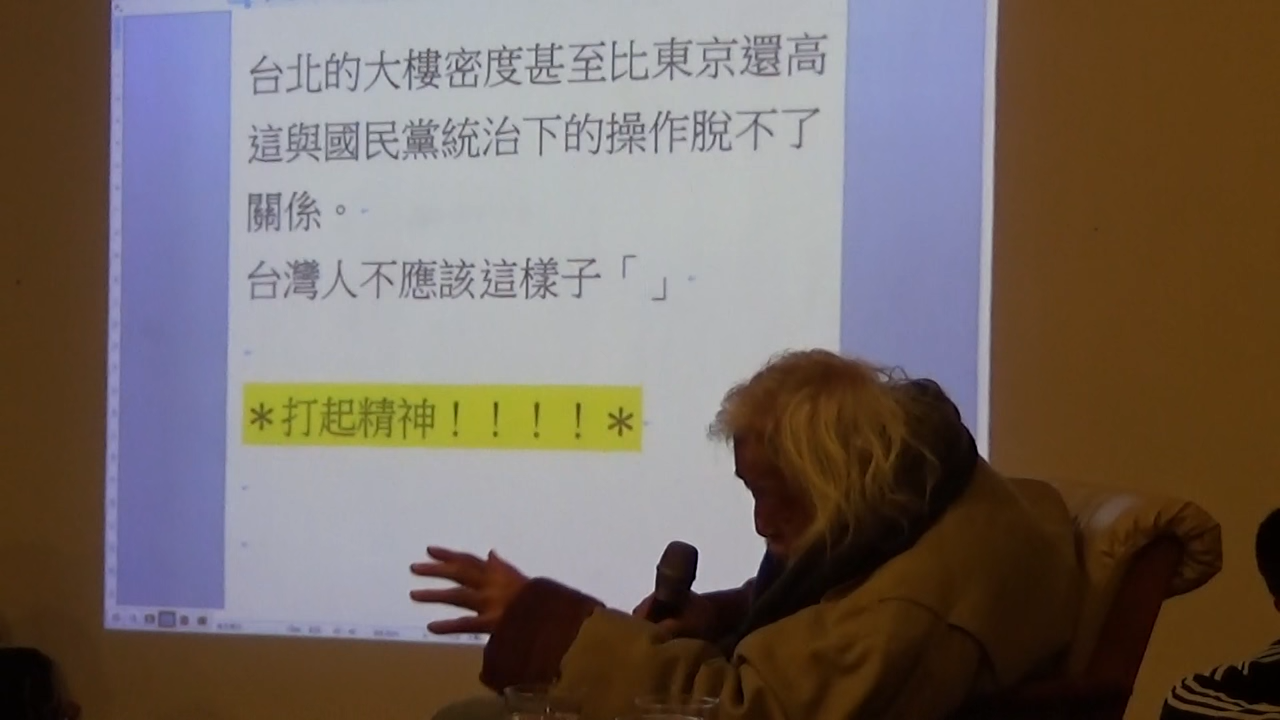 台北的大樓密度甚至比東京還高
這與國民黨統治下的操作脫不了
關係。
台灣人不應該這樣子「 」
＊打起精神！！！！＊